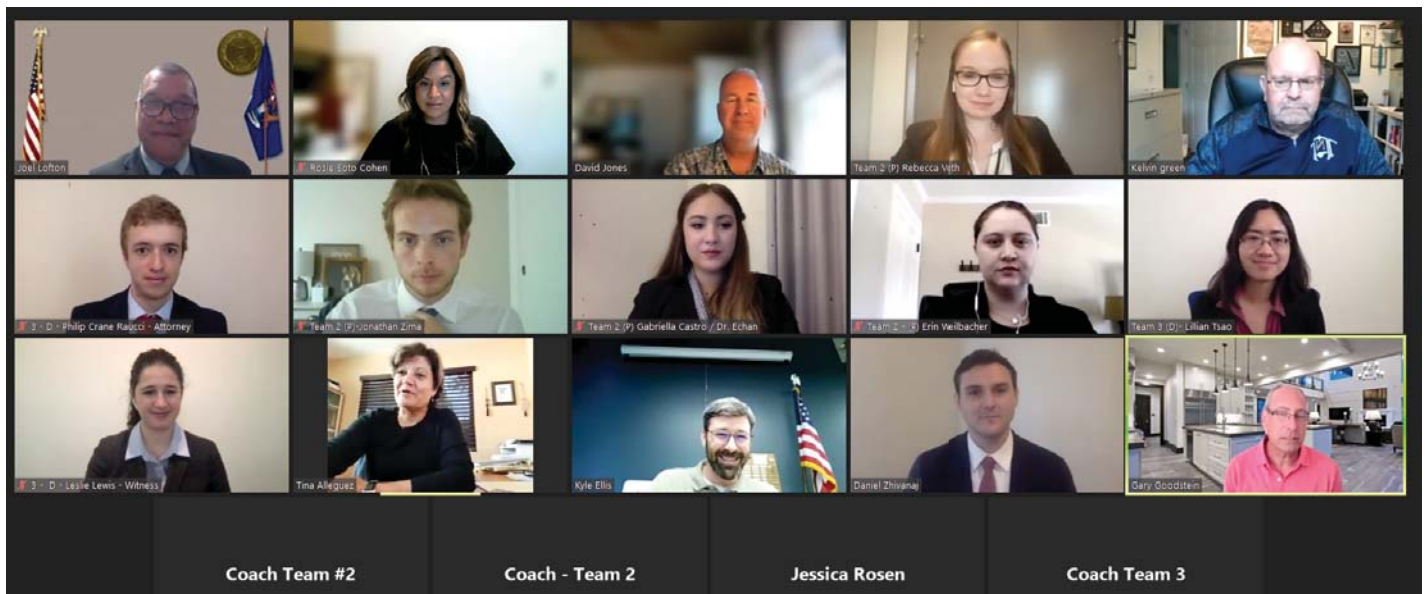 Joel Lofton
Rosie Soto Cohen
David Jones
Team 2 (P) Rebecca Vith
Kelvin green
3 - D - Philip Crane Raucci - Attorney
Team 2 (P)-Jonathan Zima
Team 2 (P) Gabriella Castro / Dr. Echan
Team 2 - (P) Erin Weilbacher
Team 3 (D)- Lillian Tsao
3 - D - Leslie Lewis - Witness
Tina Alleguez
Kyle Ellis
Daniel Zhivanaj
Gary Goodstein
Coach Team #2
Coach - Team 2
Jessica Rosen
Coach Team 3